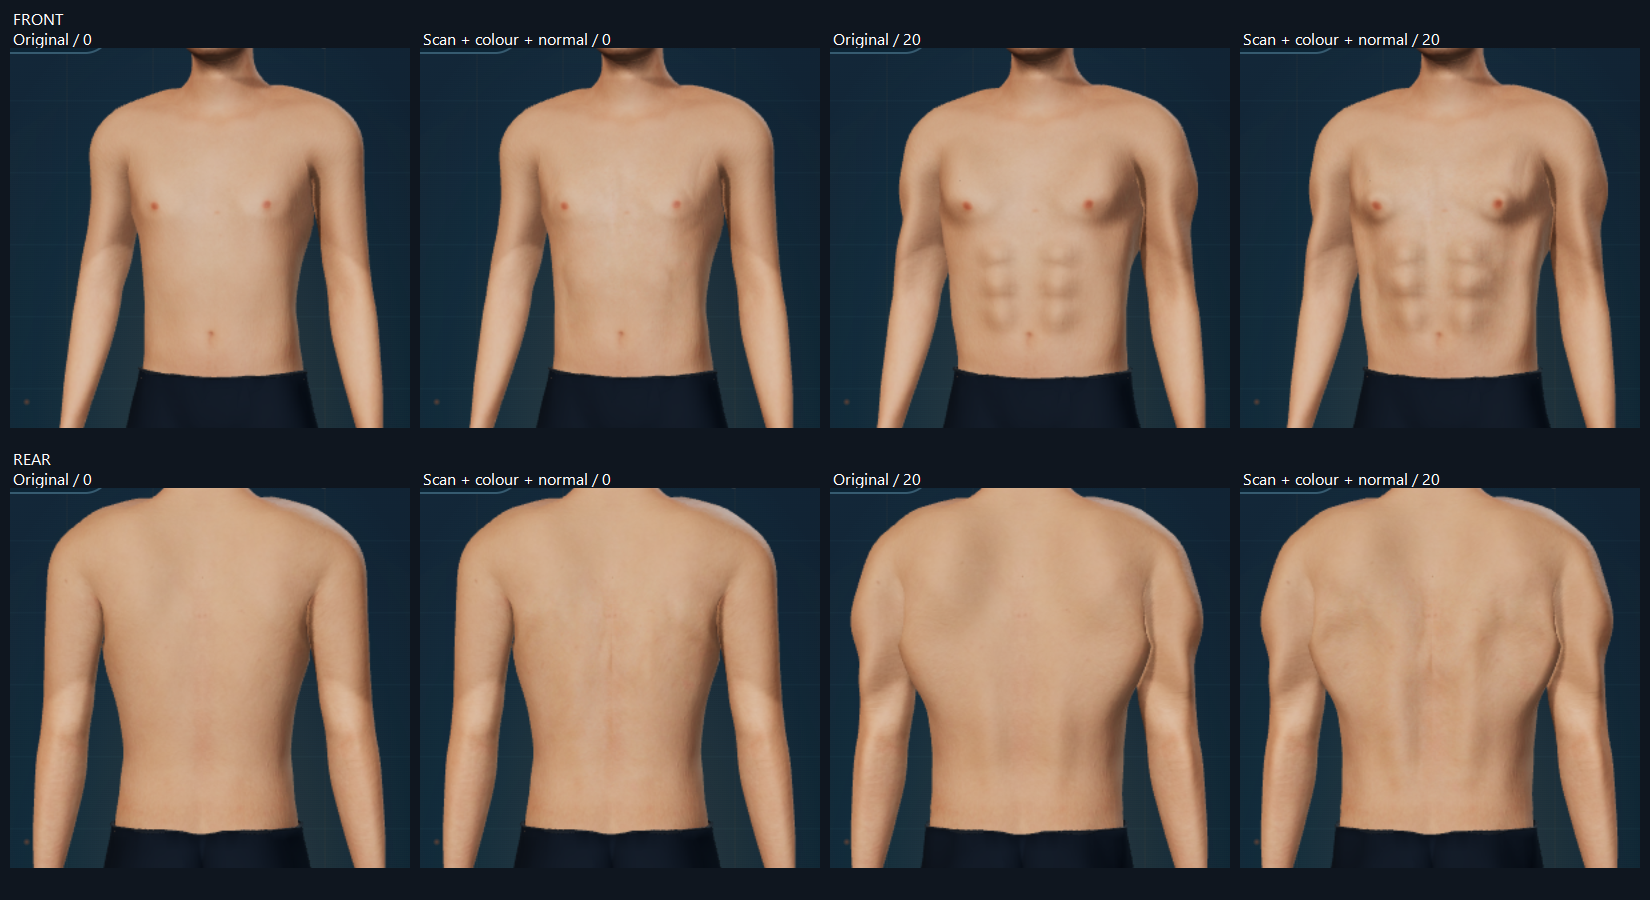 FRONT
Original / 0
Scan + colour + normal / 0
Original / 20
Scan + colour + normal / 20
REAR
Original / 0
Scan + colour + normal / 0
Original / 20
Scan + colour + normal / 20